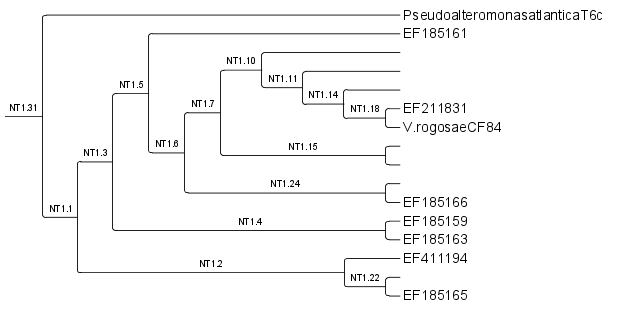 PseudoalteromonasatlanticaT6c
EF185161
NT1.10
NT1.11
NT1.5
NT1.14
NT1.31
NT1.7
NT1.18
EF211831
V.rogosaeCF84
NT1.6
NT1.15
NT1.3
NT1.24
EF185166
NT1.1
NT1.4
EF185159
EF185163
NT1.2
EF411194
NT1.22
EF185165